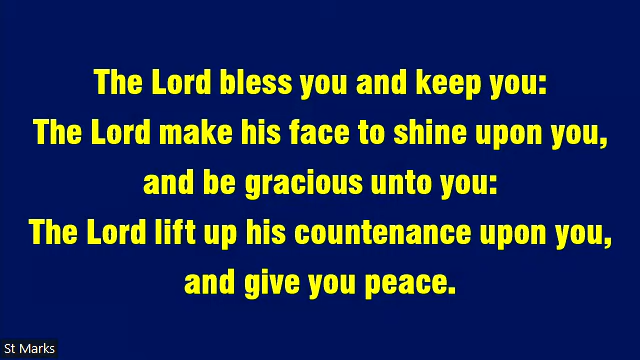 The Lord bless you and keep you:
The Lord make his face to shine upon you,
and be gracious unto you:
The Lord lift up his countenance upon you,
and give you peace.
St Marks